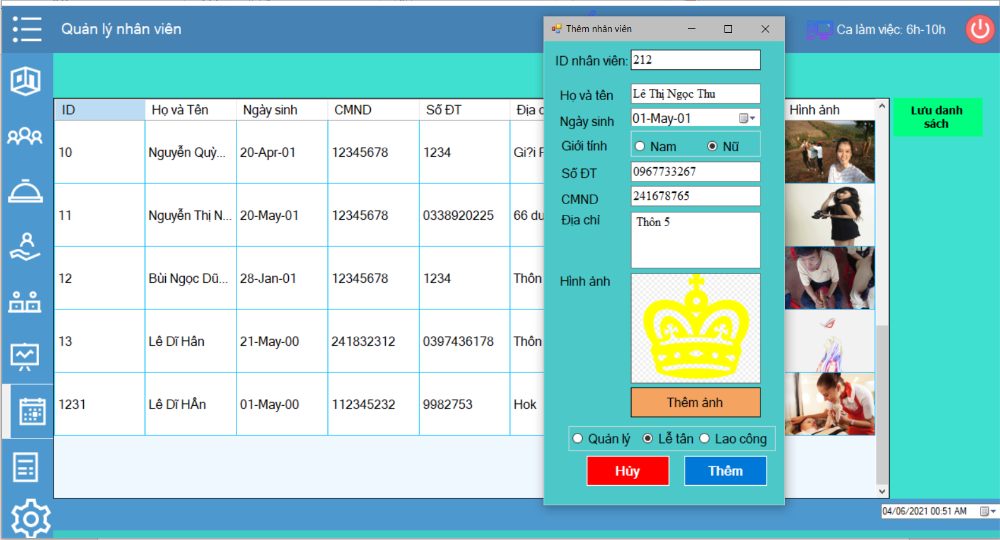 Quản lý nhân viên
Ca làm việc: 6h-10h
ID Họ và Tên Ngày sinh CMND Số ĐT Địa c Hình ảnh
10 Nguyễn Quỳ... 20-Apr-01 12345678 1234 Gi?i F
11 Nguyễn Thị N... 20-May-01 12345678 0338920225 66 du
12 Bùi Ngọc Dũ... 28-Jan-01 12345678 1234 Thôn
13 Lê Dĩ Hân 21-May-00 241832312 0397436178 Thôn
1231 Lê Dĩ HÂn 01-May-00 112345232 9982753 Hok
Lưu danh
sách
Thêm nhân viên
ID nhân viên: 212
Họ và tên Lê Thị Ngọc Thu
Ngày sinh 01-May-01
Giới tính Nam Nữ
Số ĐT 0967733267
CMND 241678765
Địa chỉ Thôn 5
Hình ảnh
Thêm ảnh
Quản lý Lễ tân Lao công
Hủy Thêm
04/06/2021 00:51 AM